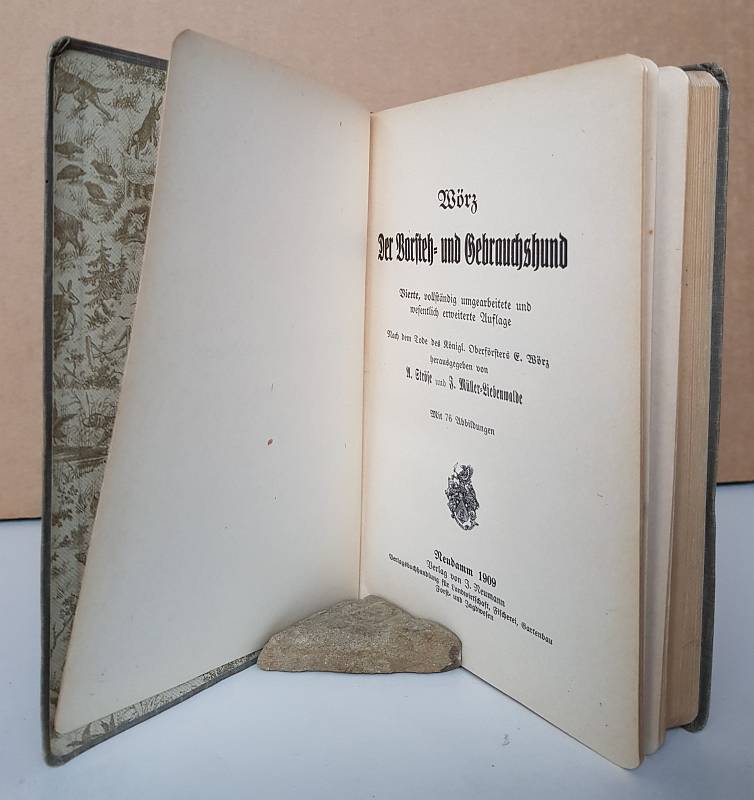 Wörz
Der Vorsteh- und Gebrauchshund
Vierte, vollständig umgearbeitete und
wesentlich erweiterte Auflage
Nach dem Tode des Königl. Oberförsters E. Wörz
herausgegeben von
A. Ströse und F. Müller-Liebenwalde
Mit 76 Abbildungen
Neudamm 1909
Verlag von J. Neumann
Verlagsbuchhandlung für Landwirtschaft, Fischerei, Gartenbau
Forst- und Jagdwesen